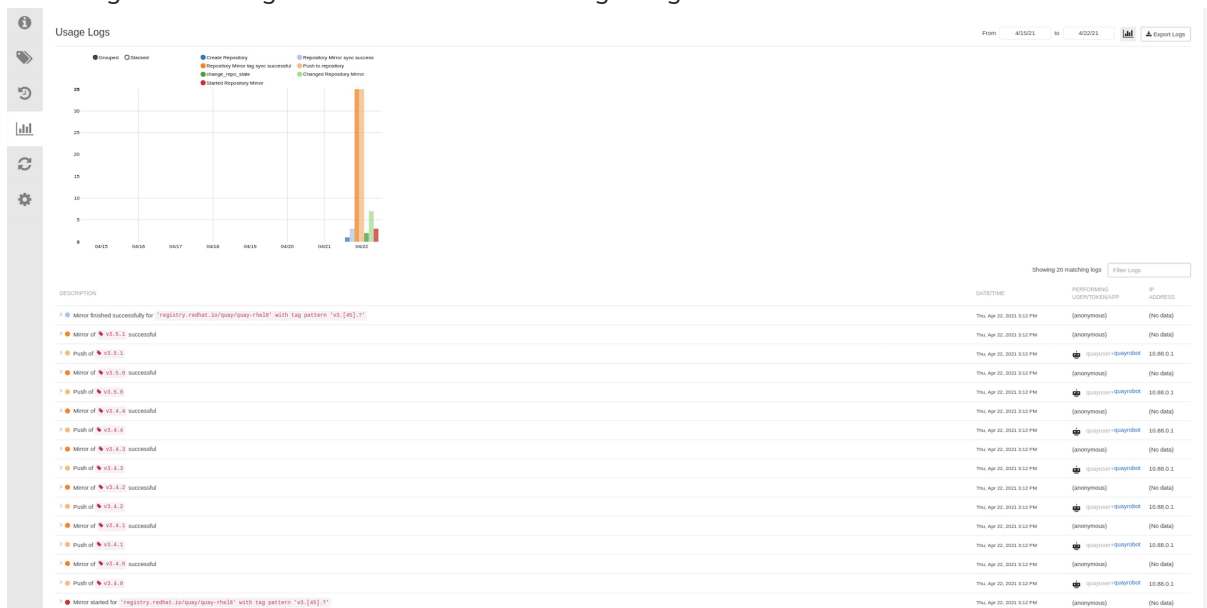 Usage Logs
From 4/15/21 to 4/22/21 Export Logs
Grouped Stacked
Create Repository Repository Mirror sync success
Repository Mirror tag sync successful Push to repository
change_repo_state Changed Repository Mirror
Started Repository Mirror
35
30
25
20
15
10
5
0
04/15 04/16 04/17 04/18 04/19 04/20 04/21 04/22
Showing 20 matching logs Filter Logs
DESCRIPTION DATE/TIME PERFORMING USER/TOKEN/APP IP ADDRESS
Mirror finished successfully for 'registry.redhat.io/quay/quay-rhel8' with tag pattern 'v3.[45].?' Thu, Apr 22, 2021 3:12 PM (anonymous) (No data)
Mirror of v3.5.1 successful Thu, Apr 22, 2021 3:12 PM (anonymous) (No data)
Push of v3.5.1 Thu, Apr 22, 2021 3:12 PM quayuser+quayrobot 10.88.0.1
Mirror of v3.5.0 successful Thu, Apr 22, 2021 3:12 PM (anonymous) (No data)
Push of v3.5.0 Thu, Apr 22, 2021 3:12 PM quayuser+quayrobot 10.88.0.1
Mirror of v3.4.4 successful Thu, Apr 22, 2021 3:12 PM (anonymous) (No data)
Push of v3.4.4 Thu, Apr 22, 2021 3:12 PM quayuser+quayrobot 10.88.0.1
Mirror of v3.4.3 successful Thu, Apr 22, 2021 3:12 PM (anonymous) (No data)
Push of v3.4.3 Thu, Apr 22, 2021 3:12 PM quayuser+quayrobot 10.88.0.1
Mirror of v3.4.2 successful Thu, Apr 22, 2021 3:12 PM (anonymous) (No data)
Push of v3.4.2 Thu, Apr 22, 2021 3:12 PM quayuser+quayrobot 10.88.0.1
Mirror of v3.4.1 successful Thu, Apr 22, 2021 3:12 PM (anonymous) (No data)
Push of v3.4.1 Thu, Apr 22, 2021 3:12 PM quayuser+quayrobot 10.88.0.1
Mirror of v3.4.0 successful Thu, Apr 22, 2021 3:12 PM (anonymous) (No data)
Push of v3.4.0 Thu, Apr 22, 2021 3:12 PM quayuser+quayrobot 10.88.0.1
Mirror started for 'registry.redhat.io/quay/quay-rhel8' with tag pattern 'v3.[45].?' Thu, Apr 22, 2021 3:12 PM (anonymous) (No data)